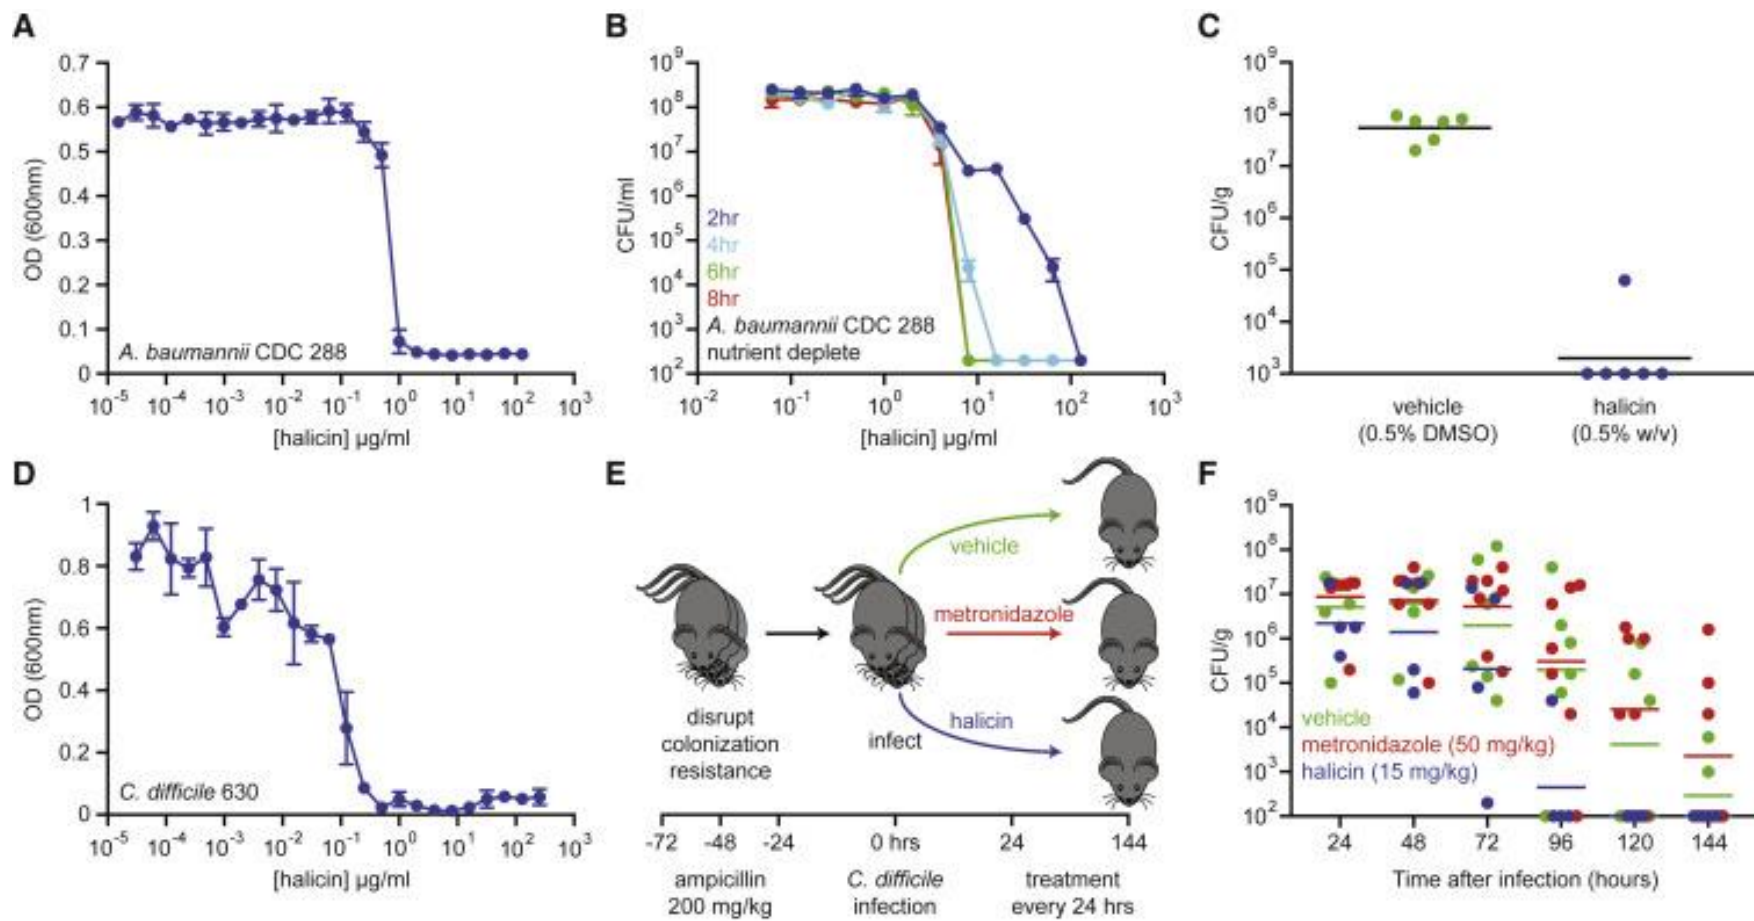 A
0.7
0.6
0.5
0.4
0.3
0.2
0.1
0
OD (600nm)
A. baumannii CDC 288
10⁻⁵ 10⁻⁴ 10⁻³ 10⁻² 10⁻¹ 10⁰ 10¹ 10² 10³
[halicin] µg/ml
B
10⁹
10⁸
10⁷
10⁶
10⁵
10⁴
10³
10²
CFU/ml
2hr
4hr
6hr
8hr
A. baumannii CDC 288
nutrient deplete
10⁻² 10⁻¹ 10⁰ 10¹ 10² 10³
[halicin] µg/ml
C
10⁹
10⁸
10⁷
10⁶
10⁵
10⁴
10³
CFU/g
vehicle
(0.5% DMSO)
halicin
(0.5% w/v)
D
1
0.8
0.6
0.4
0.2
0
OD (600nm)
C. difficile 630
10⁻⁵ 10⁻⁴ 10⁻³ 10⁻² 10⁻¹ 10⁰ 10¹ 10² 10³
[halicin] µg/ml
E
vehicle
metronidazole
halicin
disrupt
colonization
resistance
infect
-72 -48 -24 0 hrs 24 144
ampicillin
200 mg/kg
C. difficile
infection
treatment
every 24 hrs
F
10⁹
10⁸
10⁷
10⁶
10⁵
10⁴
10³
10²
CFU/g
vehicle
metronidazole (50 mg/kg)
halicin (15 mg/kg)
24 48 72 96 120 144
Time after infection (hours)